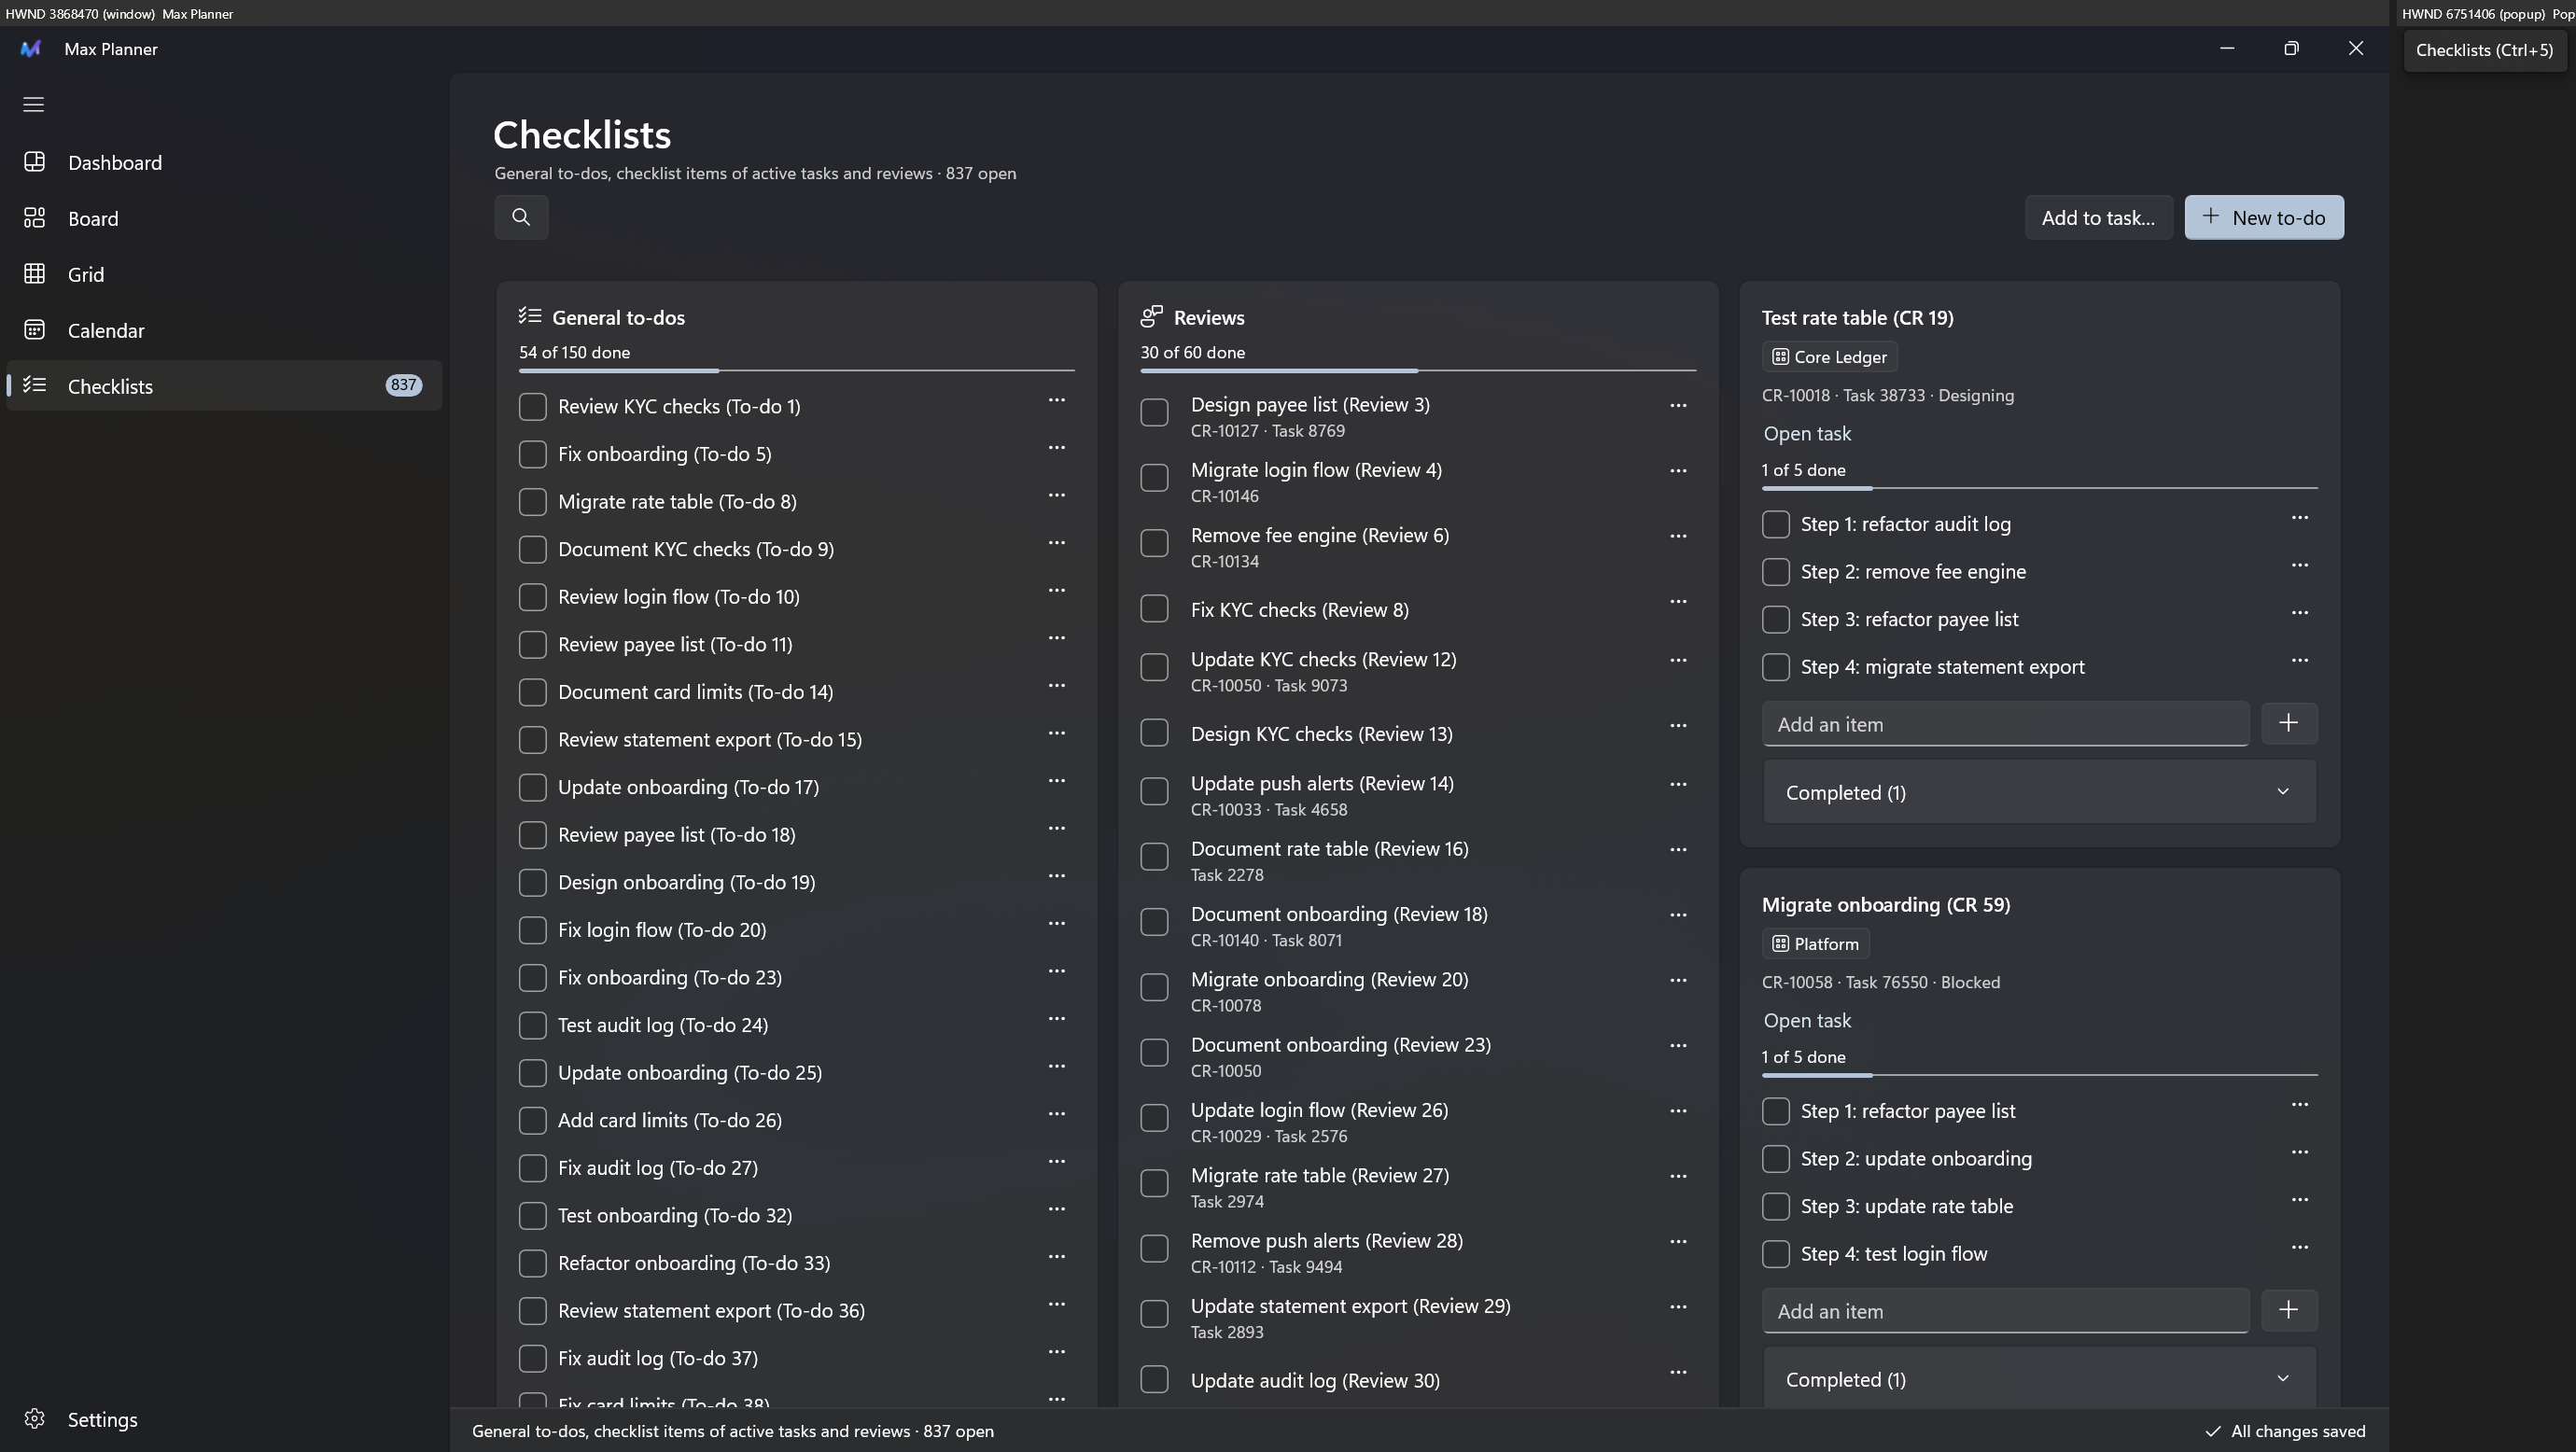 HWND 3868470 (window) Max Planner
HWND 6751406 (popup) Pop
Max Planner
Checklists (Ctrl+5)
Dashboard
Board
Grid
Calendar
Checklists 837
Settings
Checklists
General to-dos, checklist items of active tasks and reviews · 837 open
Add to task...
+ New to-do
General to-dos
54 of 150 done
Review KYC checks (To-do 1)
Fix onboarding (To-do 5)
Migrate rate table (To-do 8)
Document KYC checks (To-do 9)
Review login flow (To-do 10)
Review payee list (To-do 11)
Document card limits (To-do 14)
Review statement export (To-do 15)
Update onboarding (To-do 17)
Review payee list (To-do 18)
Design onboarding (To-do 19)
Fix login flow (To-do 20)
Fix onboarding (To-do 23)
Test audit log (To-do 24)
Update onboarding (To-do 25)
Add card limits (To-do 26)
Fix audit log (To-do 27)
Test onboarding (To-do 32)
Refactor onboarding (To-do 33)
Review statement export (To-do 36)
Fix audit log (To-do 37)
Fix card limits (To-do 38)
Reviews
30 of 60 done
Design payee list (Review 3)
CR-10127 · Task 8769
Migrate login flow (Review 4)
CR-10146
Remove fee engine (Review 6)
CR-10134
Fix KYC checks (Review 8)
Update KYC checks (Review 12)
CR-10050 · Task 9073
Design KYC checks (Review 13)
Update push alerts (Review 14)
CR-10033 · Task 4658
Document rate table (Review 16)
Task 2278
Document onboarding (Review 18)
CR-10140 · Task 8071
Migrate onboarding (Review 20)
CR-10078
Document onboarding (Review 23)
CR-10050
Update login flow (Review 26)
CR-10029 · Task 2576
Migrate rate table (Review 27)
Task 2974
Remove push alerts (Review 28)
CR-10112 · Task 9494
Update statement export (Review 29)
Task 2893
Update audit log (Review 30)
Test rate table (CR 19)
Core Ledger
CR-10018 · Task 38733 · Designing
Open task
1 of 5 done
Step 1: refactor audit log
Step 2: remove fee engine
Step 3: refactor payee list
Step 4: migrate statement export
Add an item
Completed (1)
Migrate onboarding (CR 59)
Platform
CR-10058 · Task 76550 · Blocked
Open task
1 of 5 done
Step 1: refactor payee list
Step 2: update onboarding
Step 3: update rate table
Step 4: test login flow
Add an item
Completed (1)
General to-dos, checklist items of active tasks and reviews · 837 open
All changes saved